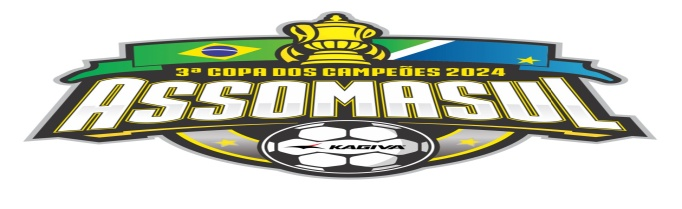 3ª COPA DOS CAMPEÕES 2024
ASSOMASUL
KAGIVA